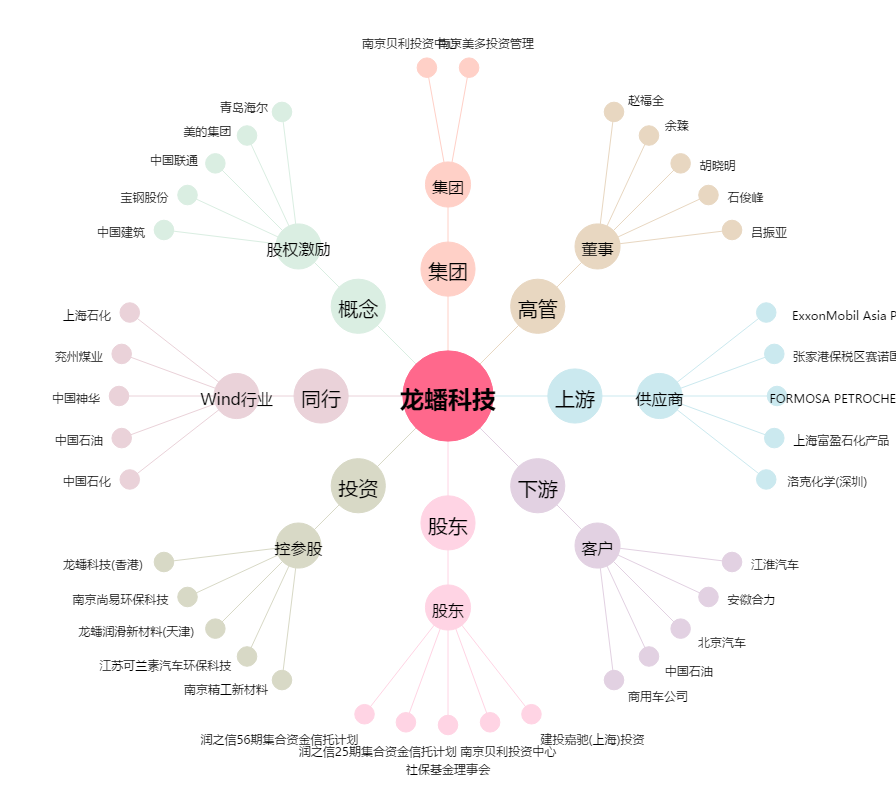 南京贝利投资中心
南京美多投资管理
集团
集团
赵福全
余臻
胡晓明
石俊峰
吕振亚
董事
高管
青岛海尔
美的集团
中国联通
宝钢股份
中国建筑
股权激励
概念
上海石化
兖州煤业
中国神华
中国石油
中国石化
Wind行业
同行
龙蟠科技
上游
供应商
ExxonMobil Asia P
张家港保税区赛诺国
FORMOSA PETROCHE
上海富盈石化产品
洛克化学(深圳)
投资
控参股
龙蟠科技(香港)
南京尚易环保科技
龙蟠润滑新材料(天津)
江苏可兰素汽车环保科技
南京精工新材料
下游
客户
江淮汽车
安徽合力
北京汽车
中国石油
商用车公司
股东
股东
润之信56期集合资金信托计划
润之信25期集合资金信托计划
社保基金理事会
南京贝利投资中心
建投嘉驰(上海)投资